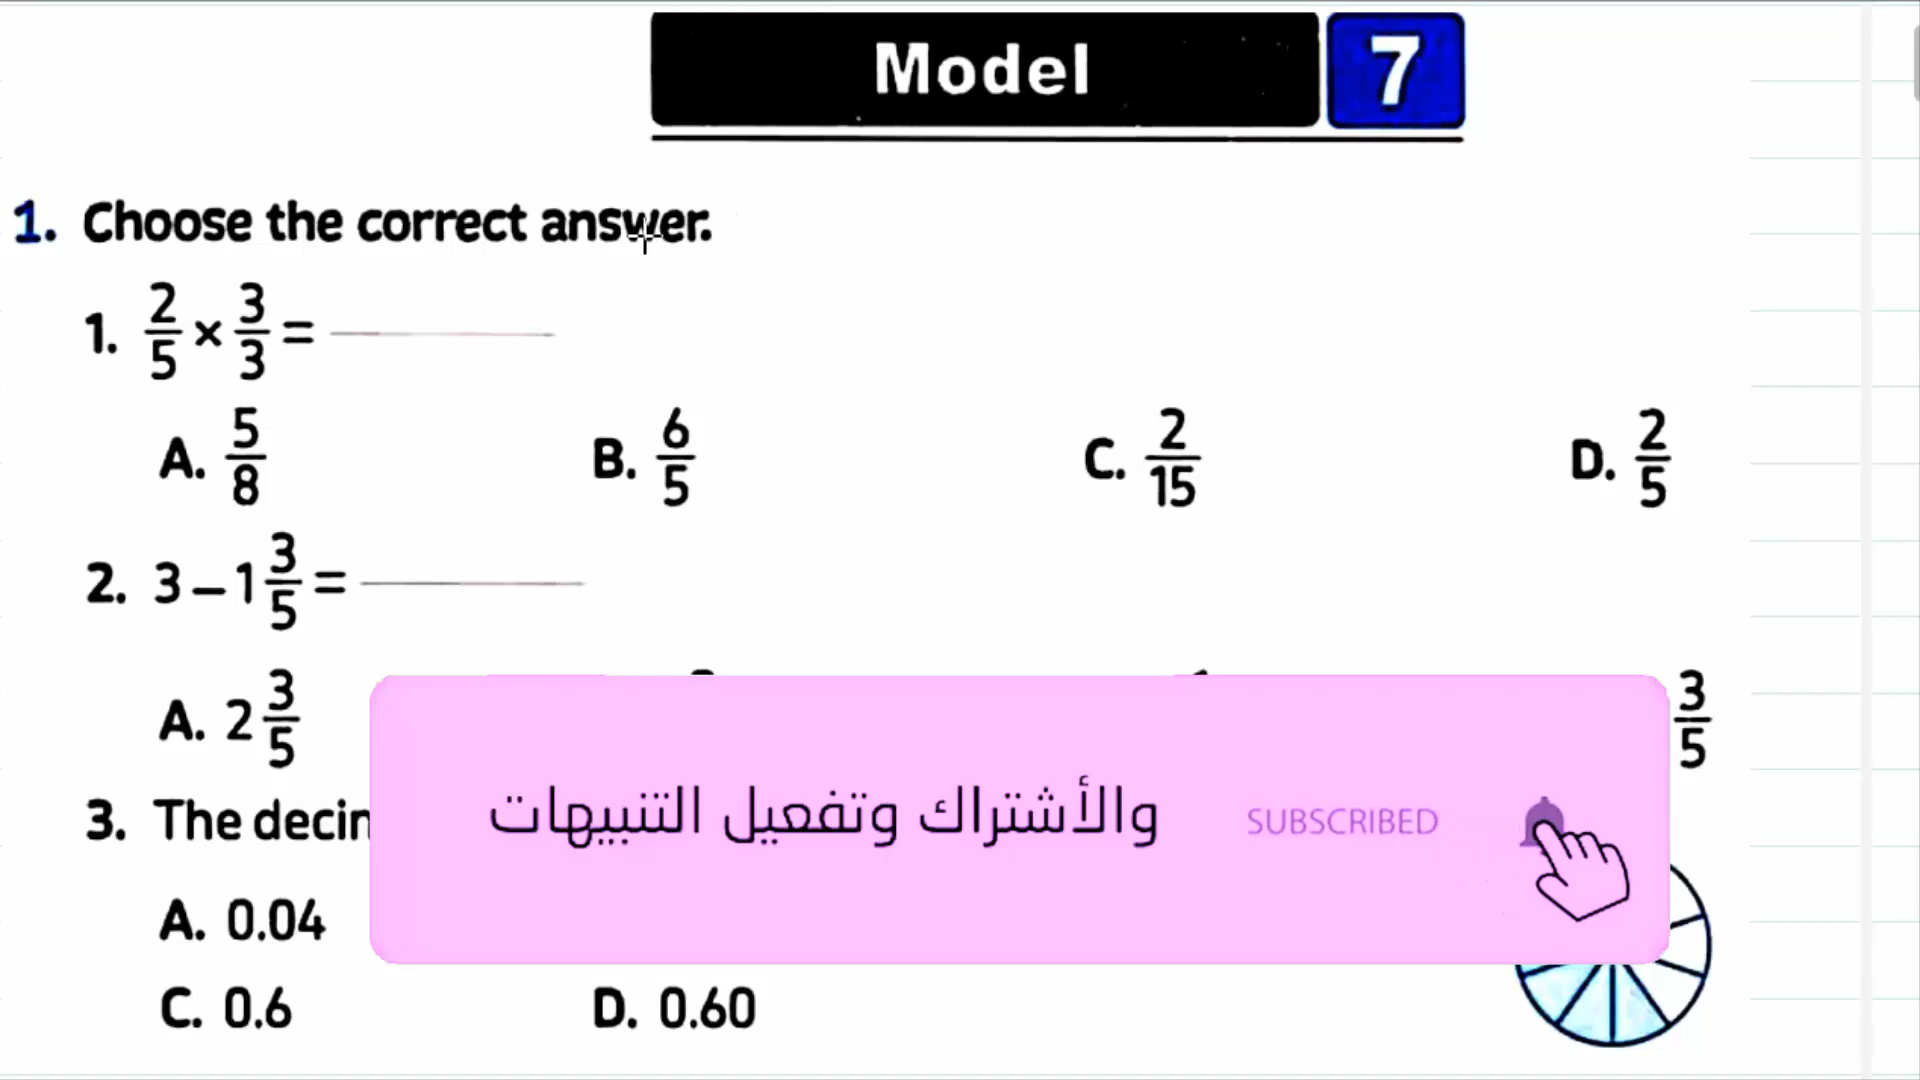 Model 7
1. Choose the correct answer.
1. 2/5 × 3/3 =
A. 5/8 B. 6/5 C. 2/15 D. 2/5
2. 3 – 1 3/5 =
A. 2 3/5 3/5
3. The decin
والأشتراك وتفعيل التنبيهات SUBSCRIBED
A. 0.04
C. 0.6 D. 0.60